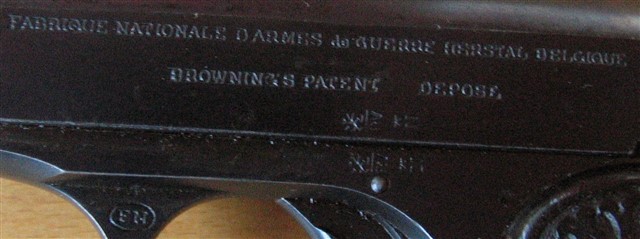 FABRIQUE NATIONALE D'ARMES de GUERRE HERSTAL BELGIQUE
BROWNING'S PATENT DEPOSE
FN